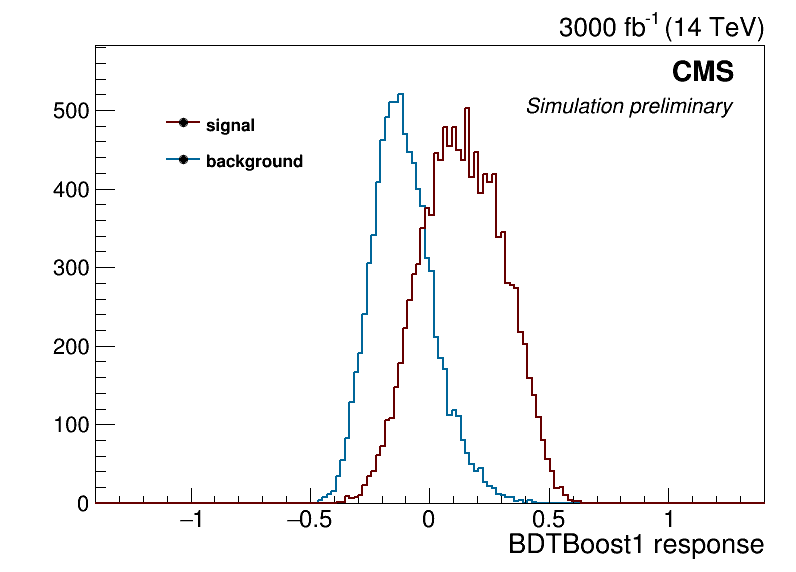 3000 fb-1 (14 TeV)
CMS
Simulation preliminary
signal
background
500
400
300
200
100
0
−1
−0.5
0
0.5
1
BDTBoost1 response